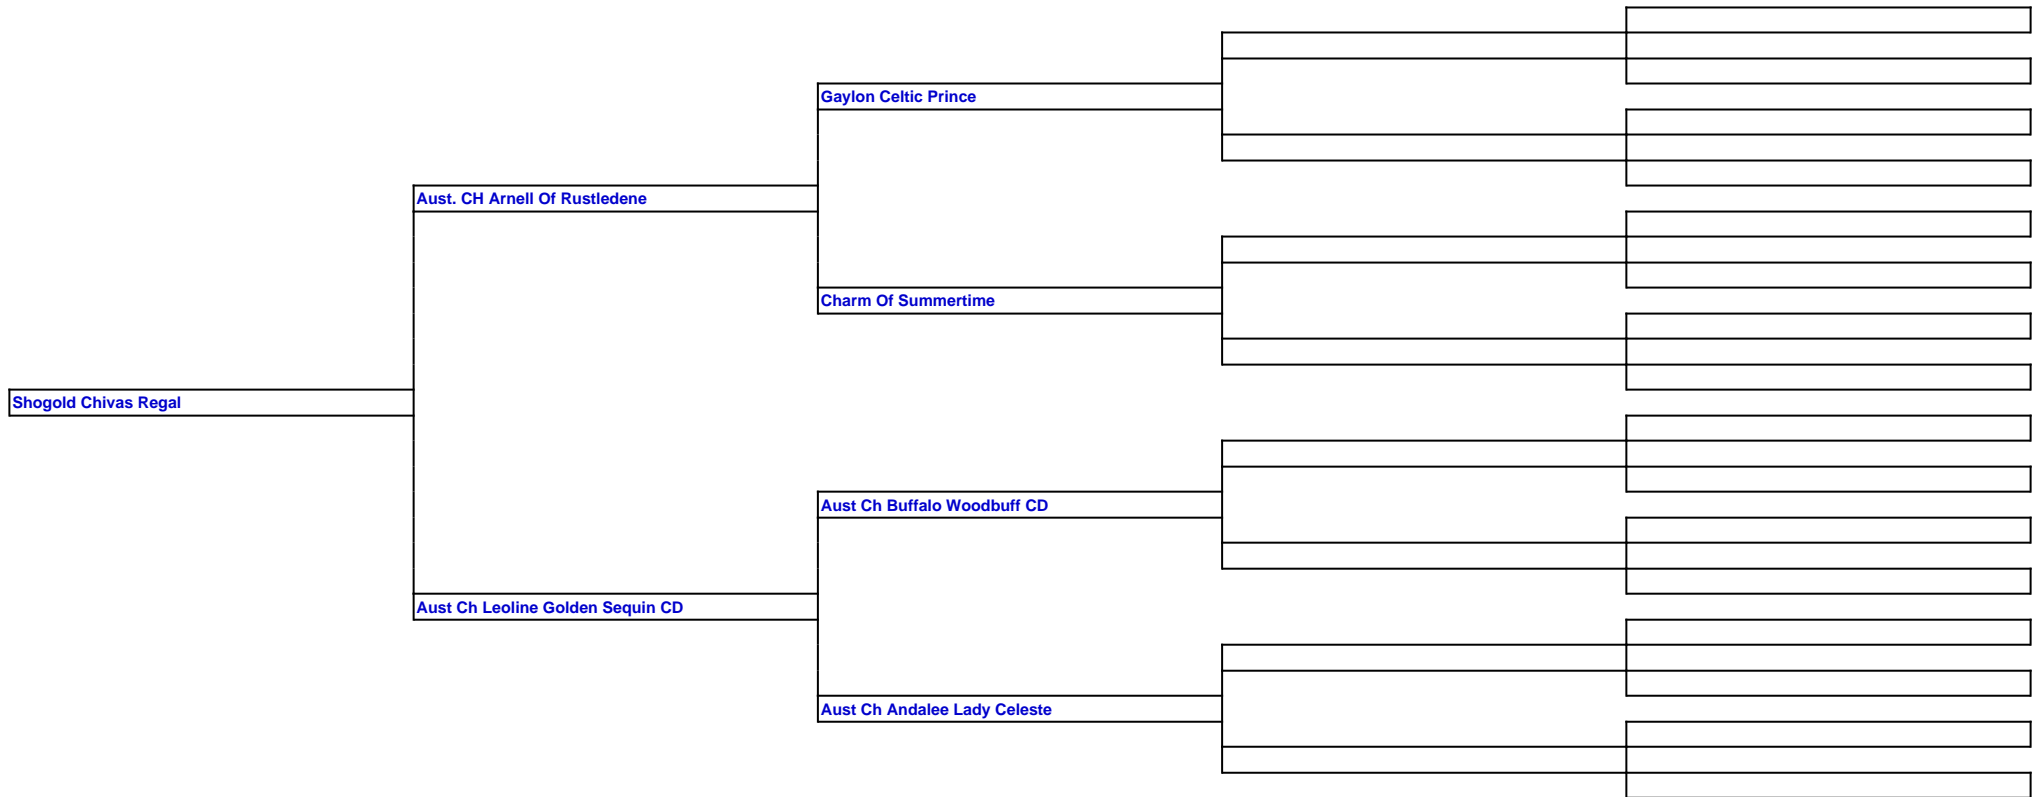 Gaylon Celtic Prince
Aust. CH Arnell Of Rustledene
Charm Of Summertime
Shogold Chivas Regal
Aust Ch Buffalo Woodbuff CD
Aust Ch Leoline Golden Sequin CD
Aust Ch Andalee Lady Celeste